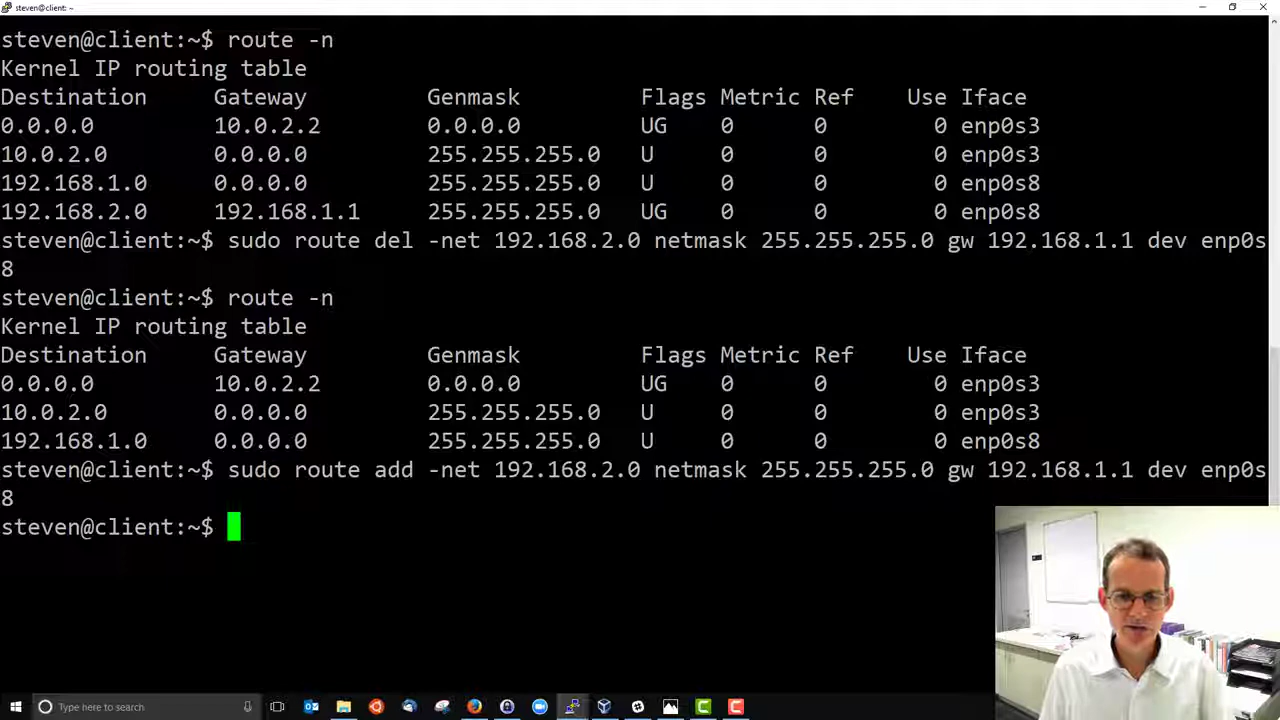 steven@client: ~
steven@client:~$ route -n
Kernel IP routing table
Destination     Gateway         Genmask         Flags Metric Ref    Use Iface
0.0.0.0         10.0.2.2        0.0.0.0         UG    0      0        0 enp0s3
10.0.2.0        0.0.0.0         255.255.255.0   U     0      0        0 enp0s3
192.168.1.0     0.0.0.0         255.255.255.0   U     0      0        0 enp0s8
192.168.2.0     192.168.1.1     255.255.255.0   UG    0      0        0 enp0s8
steven@client:~$ sudo route del -net 192.168.2.0 netmask 255.255.255.0 gw 192.168.1.1 dev enp0s
8
steven@client:~$ route -n
Kernel IP routing table
Destination     Gateway         Genmask         Flags Metric Ref    Use Iface
0.0.0.0         10.0.2.2        0.0.0.0         UG    0      0        0 enp0s3
10.0.2.0        0.0.0.0         255.255.255.0   U     0      0        0 enp0s3
192.168.1.0     0.0.0.0         255.255.255.0   U     0      0        0 enp0s8
steven@client:~$ sudo route add -net 192.168.2.0 netmask 255.255.255.0 gw 192.168.1.1 dev enp0s
8
steven@client:~$
Type here to search